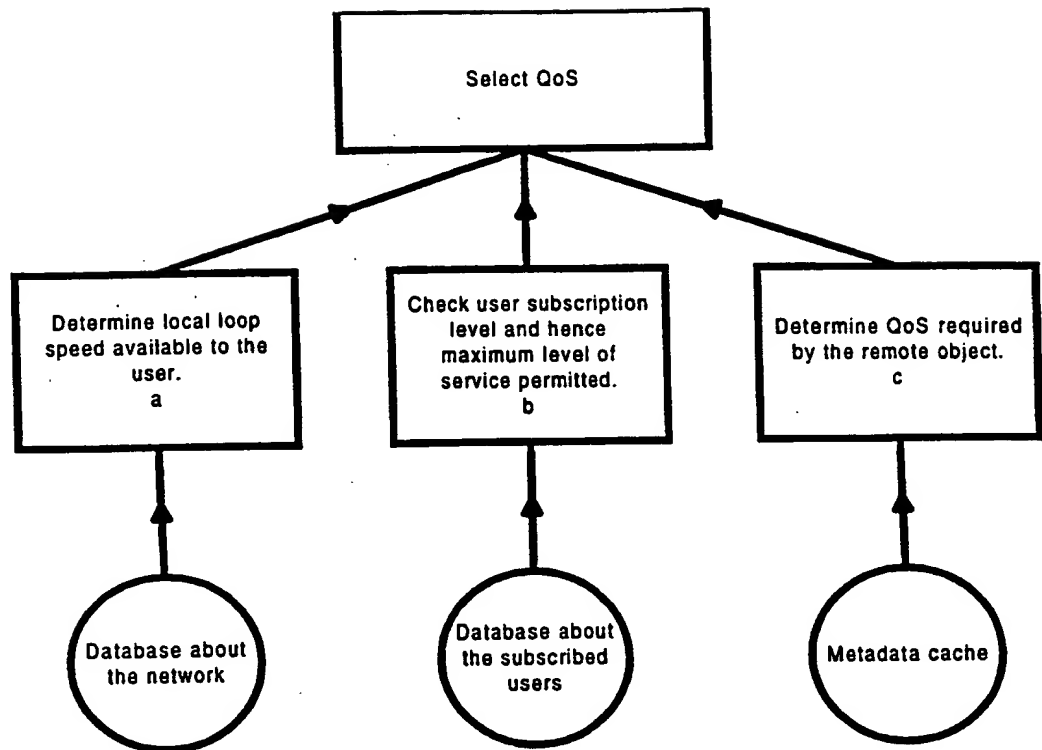 Select QoS
Determine local loop
speed available to the
user.
a
Check user subscription
level and hence
maximum level of
service permitted.
b
Determine QoS required
by the remote object.
c
Database about
the network
Database about
the subscribed
users
Metadata cache